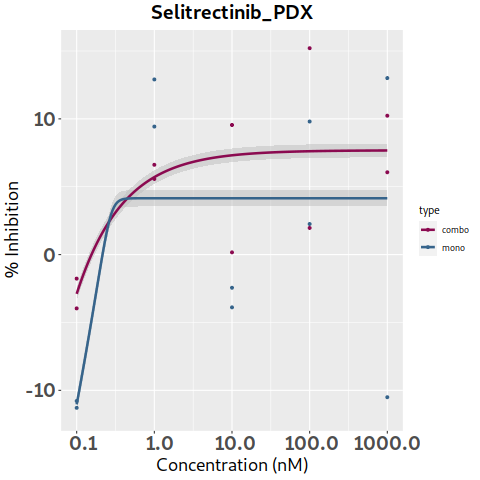 Selitrectinib_PDX
% Inhibition
10
0
-10
0.1 1.0 10.0 100.0 1000.0
Concentration (nM)
type
combo
mono